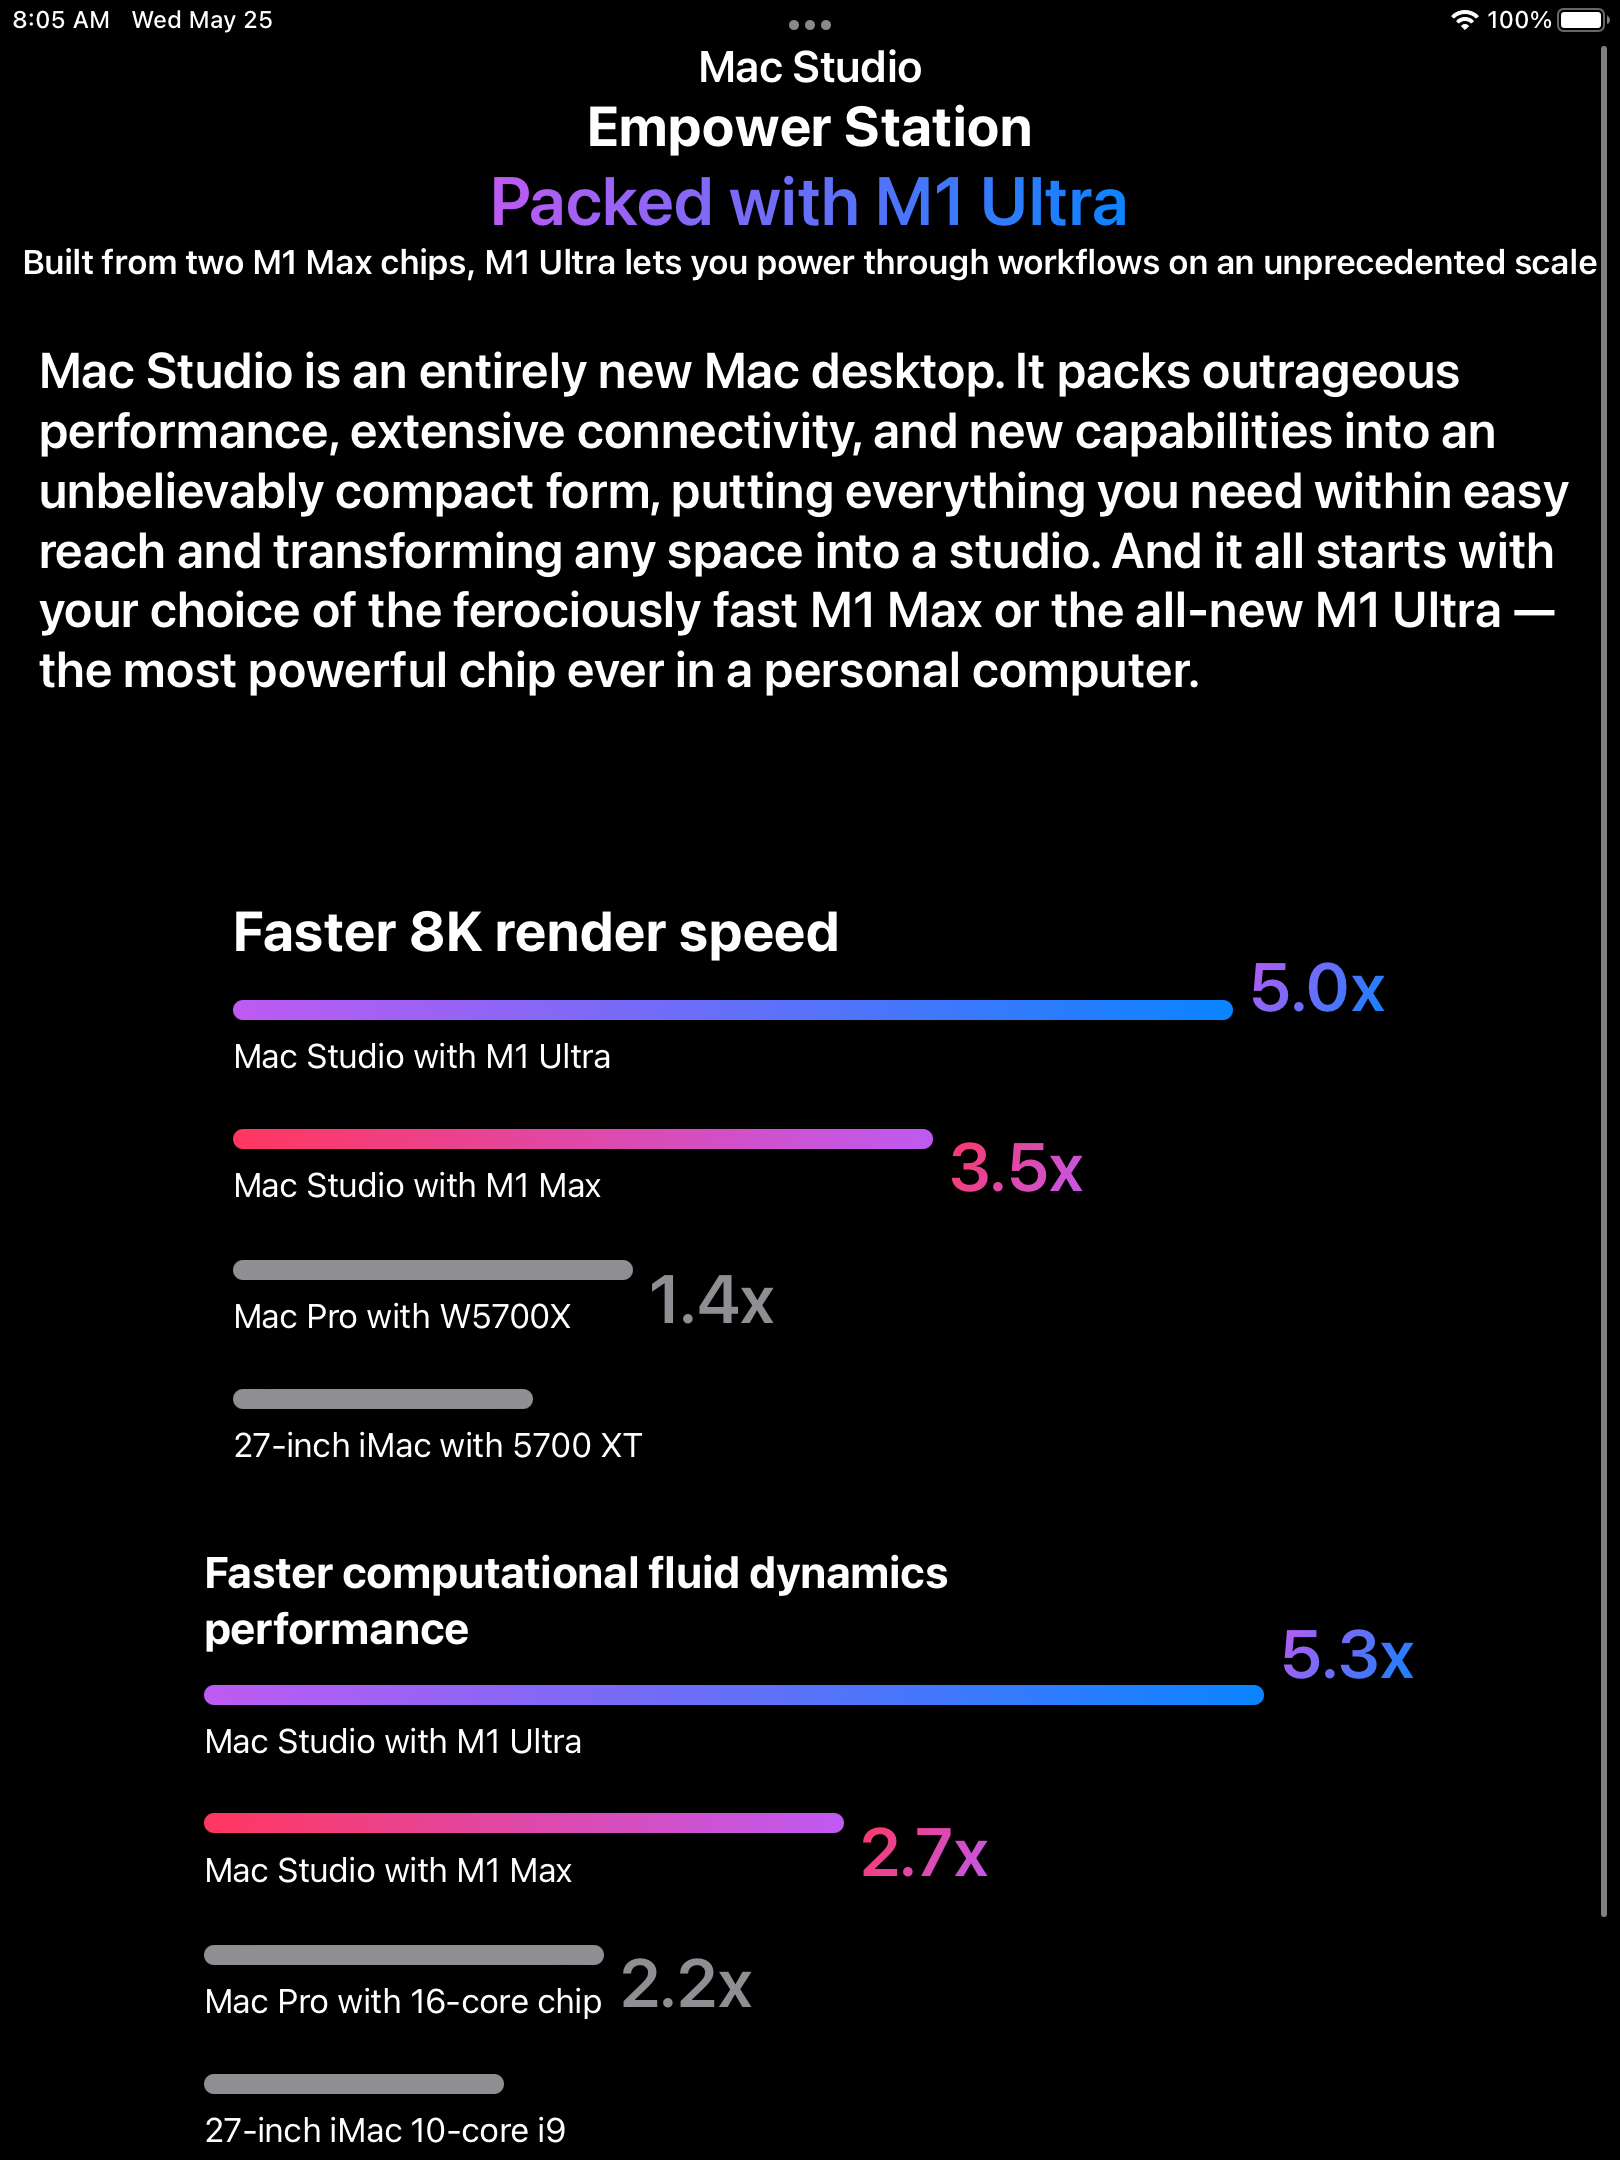 8:05 AM Wed May 25
100%
Mac Studio
Empower Station
Packed with M1 Ultra
Built from two M1 Max chips, M1 Ultra lets you power through workflows on an unprecedented scale
Mac Studio is an entirely new Mac desktop. It packs outrageous
performance, extensive connectivity, and new capabilities into an
unbelievably compact form, putting everything you need within easy
reach and transforming any space into a studio. And it all starts with
your choice of the ferociously fast M1 Max or the all-new M1 Ultra —
the most powerful chip ever in a personal computer.
Faster 8K render speed
5.0x
Mac Studio with M1 Ultra
3.5x
Mac Studio with M1 Max
1.4x
Mac Pro with W5700X
27-inch iMac with 5700 XT
Faster computational fluid dynamics
performance
5.3x
Mac Studio with M1 Ultra
2.7x
Mac Studio with M1 Max
2.2x
Mac Pro with 16-core chip
27-inch iMac 10-core i9